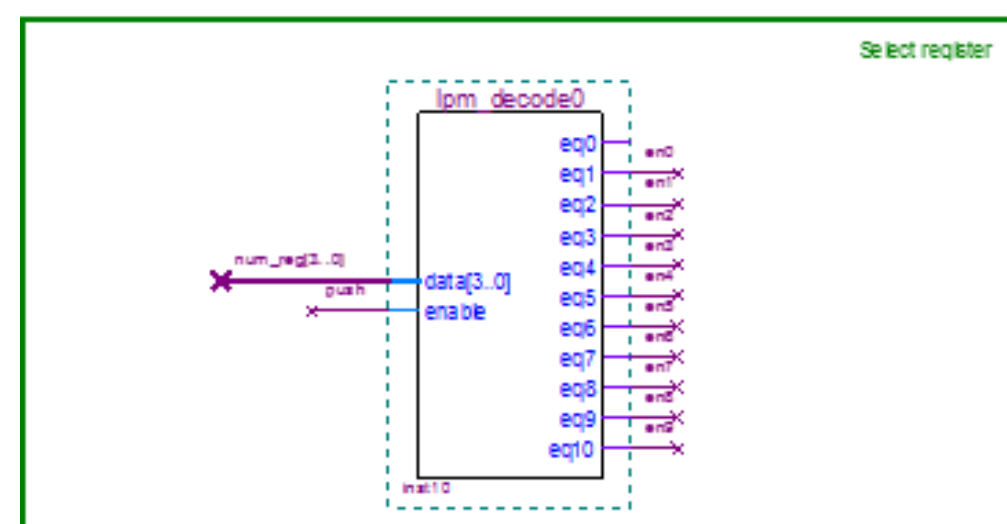 Select register
lpm_decode0
eq0
en0
eq1
en1
eq2
en2
eq3
en3
eq4
num_reg[3..0]
en4
data[3..0]
eq5
push
en5
enable
eq6
en6
eq7
en7
eq8
en8
eq9
en9
eq10
inst10